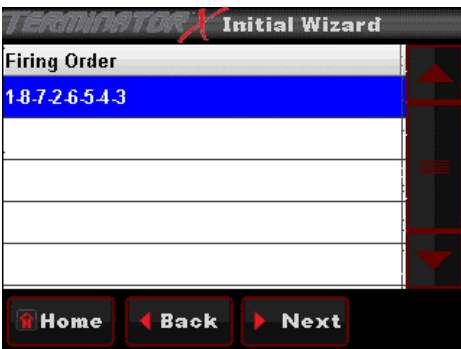 TERMINATOR X Initial Wizard
Firing Order
1-8-7-2-6-5-4-3
Home Back Next